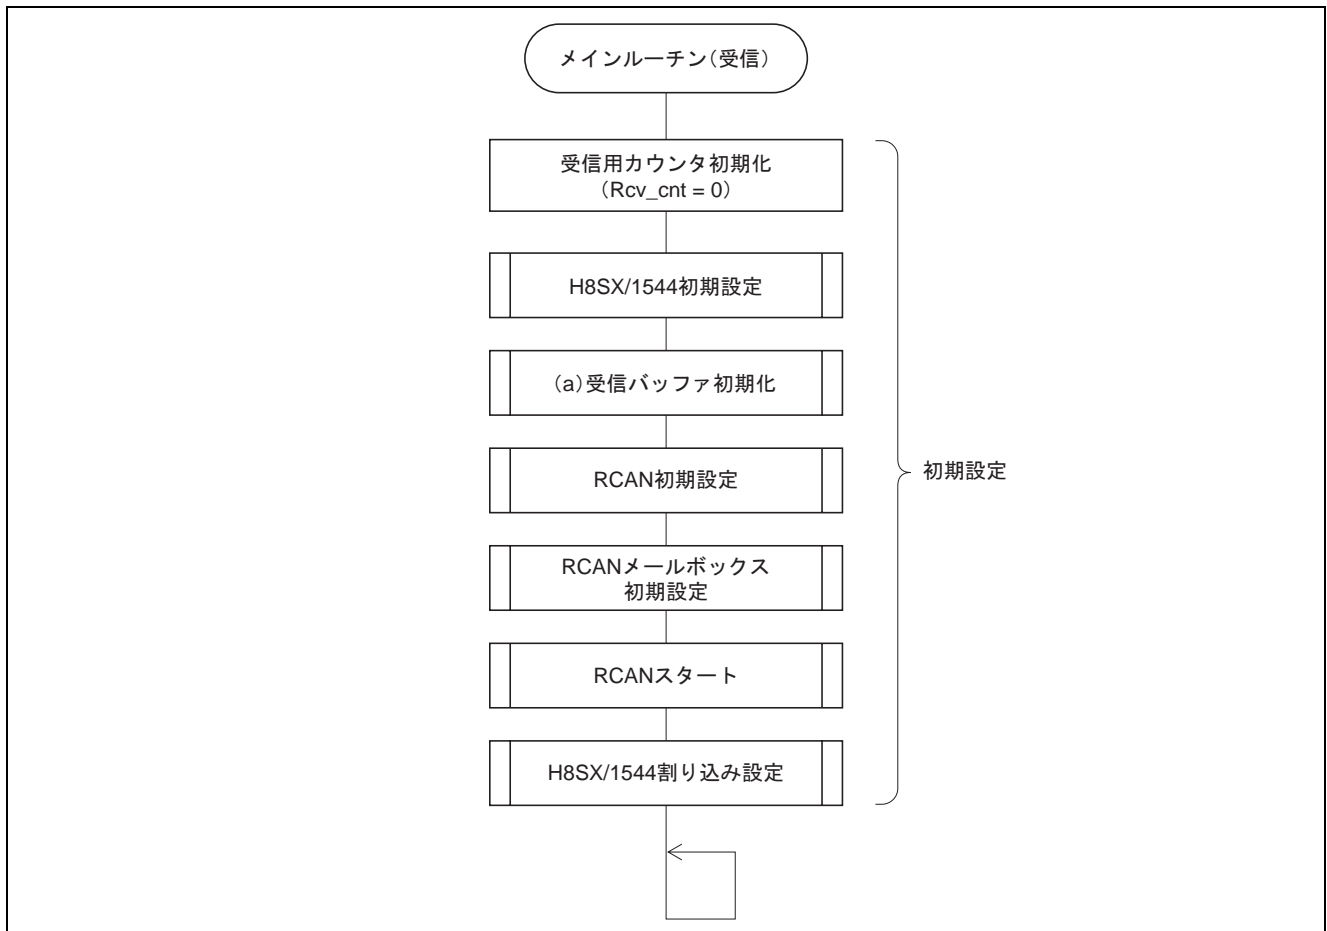 メインルーチン（受信）
受信用カウンタ初期化
（Rcv_cnt = 0）
H8SX/1544初期設定
（a）受信バッファ初期化
RCAN初期設定
初期設定
RCANメールボックス
初期設定
RCANスタート
H8SX/1544割り込み設定